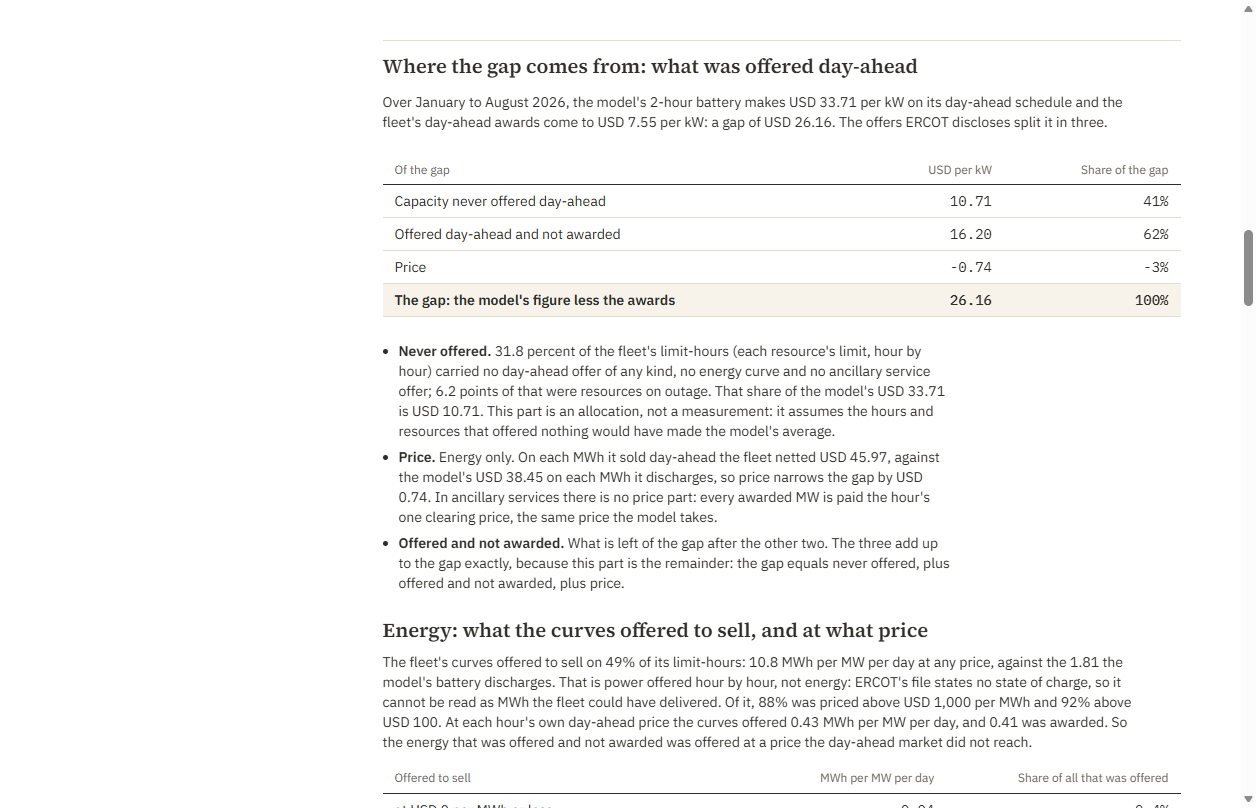 Where the gap comes from: what was offered day-ahead
Over January to August 2026, the model's 2-hour battery makes USD 33.71 per kW on its day-ahead schedule and the
fleet's day-ahead awards come to USD 7.55 per kW: a gap of USD 26.16. The offers ERCOT discloses split it in three.
Of the gap USD per kW Share of the gap
Capacity never offered day-ahead 10.71 41%
Offered day-ahead and not awarded 16.20 62%
Price -0.74 -3%
The gap: the model's figure less the awards 26.16 100%
• Never offered. 31.8 percent of the fleet's limit-hours (each resource's limit, hour by
hour) carried no day-ahead offer of any kind, no energy curve and no ancillary service
offer; 6.2 points of that were resources on outage. That share of the model's USD 33.71
is USD 10.71. This part is an allocation, not a measurement: it assumes the hours and
resources that offered nothing would have made the model's average.
• Price. Energy only. On each MWh it sold day-ahead the fleet netted USD 45.97, against
the model's USD 38.45 on each MWh it discharges, so price narrows the gap by USD
0.74. In ancillary services there is no price part: every awarded MW is paid the hour's
one clearing price, the same price the model takes.
• Offered and not awarded. What is left of the gap after the other two. The three add up
to the gap exactly, because this part is the remainder: the gap equals never offered, plus
offered and not awarded, plus price.
Energy: what the curves offered to sell, and at what price
The fleet's curves offered to sell on 49% of its limit-hours: 10.8 MWh per MW per day at any price, against the 1.81 the
model's battery discharges. That is power offered hour by hour, not energy: ERCOT's file states no state of charge, so it
cannot be read as MWh the fleet could have delivered. Of it, 88% was priced above USD 1,000 per MWh and 92% above
USD 100. At each hour's own day-ahead price the curves offered 0.43 MWh per MW per day, and 0.41 was awarded. So
the energy that was offered and not awarded was offered at a price the day-ahead market did not reach.
Offered to sell MWh per MW per day Share of all that was offered